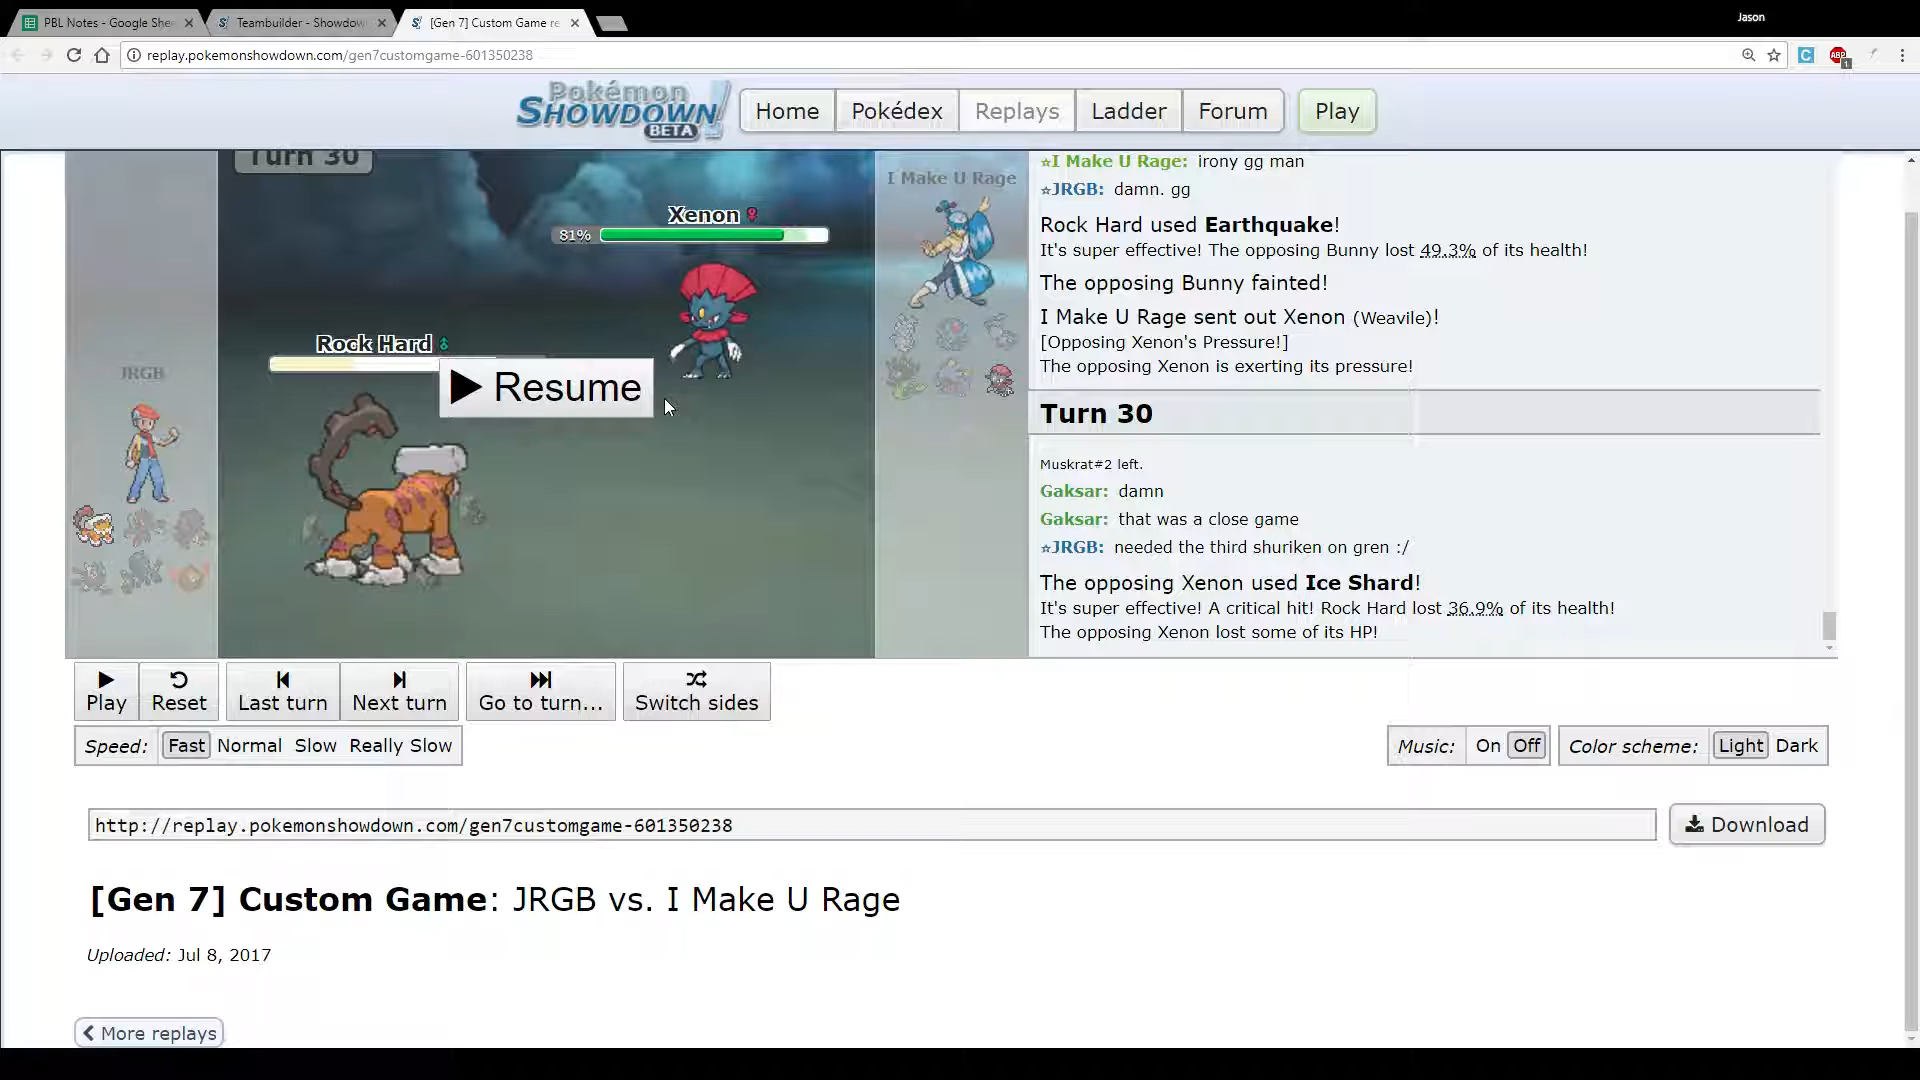 PBL Notes - Google She
Teambuilder - Showdow
[Gen 7] Custom Game re
Jason
replay.pokemonshowdown.com/gen7customgame-601350238
ABP
1
Pokémon
SHOWDOWN!
BETA
Home
Pokédex
Replays
Ladder
Forum
Play
Turn 30
Xenon
81%
Rock Hard
Resume
JRGB
I Make U Rage
☆I Make U Rage: irony gg man
☆JRGB: damn. gg
Rock Hard used Earthquake!
It's super effective! The opposing Bunny lost 49.3% of its health!
The opposing Bunny fainted!
I Make U Rage sent out Xenon (Weavile)!
[Opposing Xenon's Pressure!]
The opposing Xenon is exerting its pressure!
Turn 30
Muskrat#2 left.
Gaksar: damn
Gaksar: that was a close game
☆JRGB: needed the third shuriken on gren :/
The opposing Xenon used Ice Shard!
It's super effective! A critical hit! Rock Hard lost 36.9% of its health!
The opposing Xenon lost some of its HP!
Play
Reset
Last turn
Next turn
Go to turn...
Switch sides
Speed: Fast Normal Slow Really Slow
Music: On Off
Color scheme: Light Dark
http://replay.pokemonshowdown.com/gen7customgame-601350238
Download
[Gen 7] Custom Game: JRGB vs. I Make U Rage
Uploaded: Jul 8, 2017
More replays